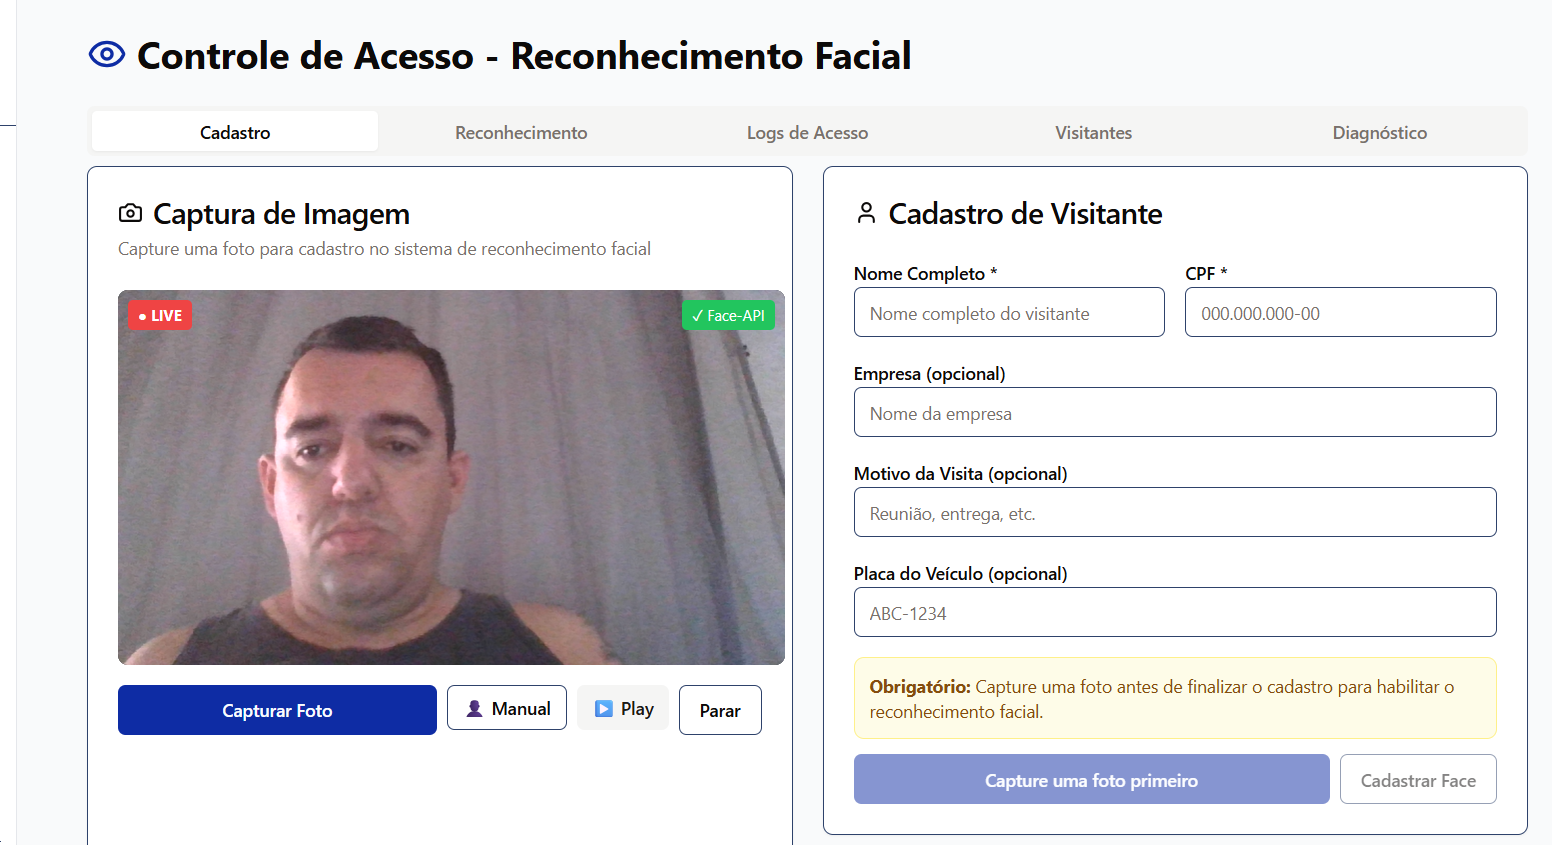 Controle de Acesso - Reconhecimento Facial
Cadastro
Reconhecimento
Logs de Acesso
Visitantes
Diagnóstico
Captura de Imagem
Capture uma foto para cadastro no sistema de reconhecimento facial
● LIVE
✓ Face-API
Capturar Foto
Manual
Play
Parar
Cadastro de Visitante
Nome Completo *
CPF *
Nome completo do visitante
000.000.000-00
Empresa (opcional)
Nome da empresa
Motivo da Visita (opcional)
Reunião, entrega, etc.
Placa do Veículo (opcional)
ABC-1234
Obrigatório: Capture uma foto antes de finalizar o cadastro para habilitar o
reconhecimento facial.
Capture uma foto primeiro
Cadastrar Face